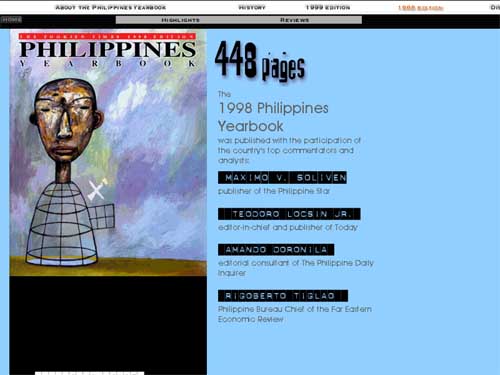 ABOUT THE PHILIPPINES YEARBOOK HISTORY 1999 EDITION 1998 EDITION
HOME HIGHLIGHTS REVIEWS
THE FOOKIEN TIMES 1998 EDITION
PHILIPPINES
YEARBOOK
448 pages
The
1998 Philippines
Yearbook
was published with the participation of
the country's top commentators and
analysts:
MAXIMO V. SOLIVEN
publisher of the Philippine Star
TEODORO LOCSIN JR.
editor-in-chief and publisher of Today
AMANDO DORONILA
editorial consultant of The Philippine Daily
Inquirer
RIGOBERTO TIGLAO
Philippine Bureau Chief of the Far Eastern
Economic Review